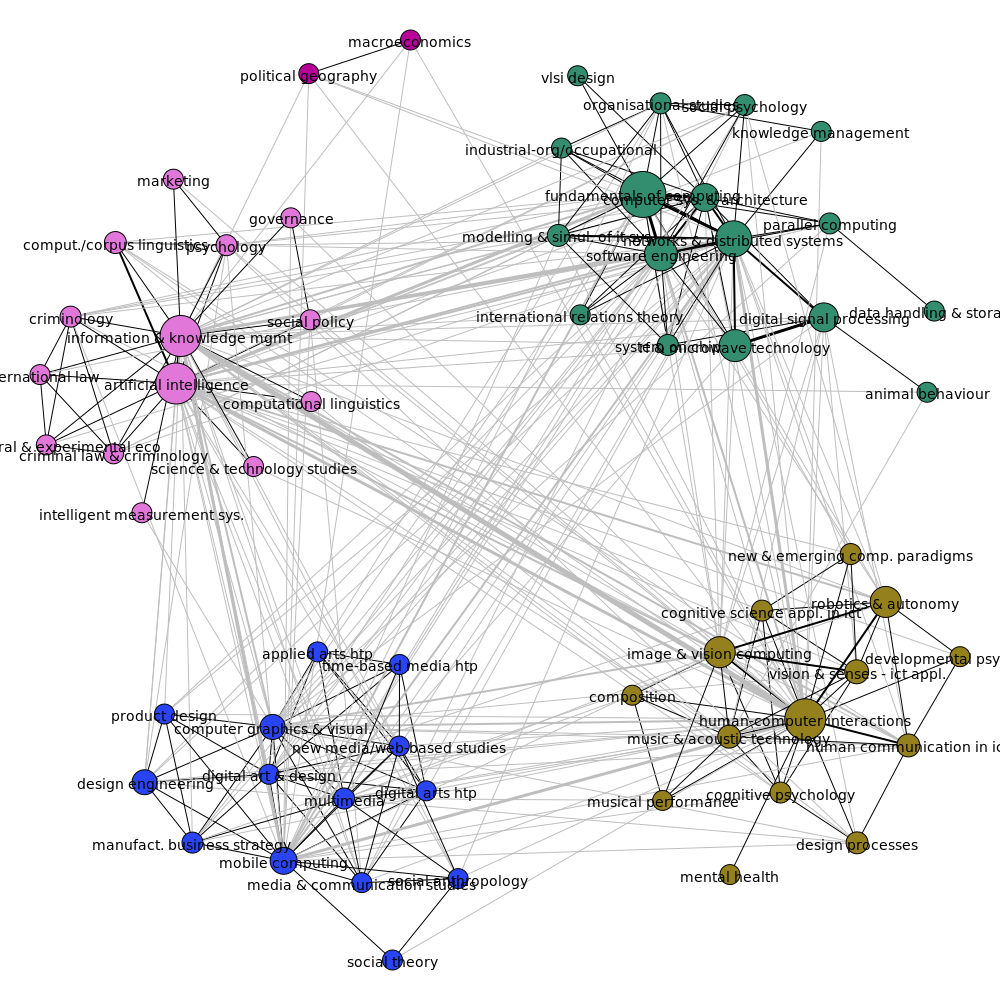 macroeconomics
political geography
vlsi design
organisational studies
social psychology
knowledge management
industrial-org/occupational
marketing
fundamentals of computing
computer sys. & architecture
governance
parallel computing
comput./corpus linguistics
psychology
modelling & simul. of it sys.
networks & distributed systems
software engineering
criminology
social policy
international relations theory
digital signal processing
data handling & stora
information & knowledge mgmt
system on chip
rf & microwave technology
ernational law
artificial intelligence
animal behaviour
computational linguistics
ral & experimental eco
criminal law & criminology
science & technology studies
intelligent measurement sys.
new & emerging comp. paradigms
robotics & autonomy
cognitive science appl. in ict
applied arts htp
time-based media htp
image & vision computing
developmental psy
vision & senses - ict appl.
composition
product design
computer graphics & visual.
human-computer interactions
new media/web-based studies
music & acoustic technology
human communication in ic
design engineering
digital art & design
multimedia
digital arts htp
musical performance
cognitive psychology
manufact. business strategy
design processes
mobile computing
media & communication studies
social anthropology
mental health
social theory